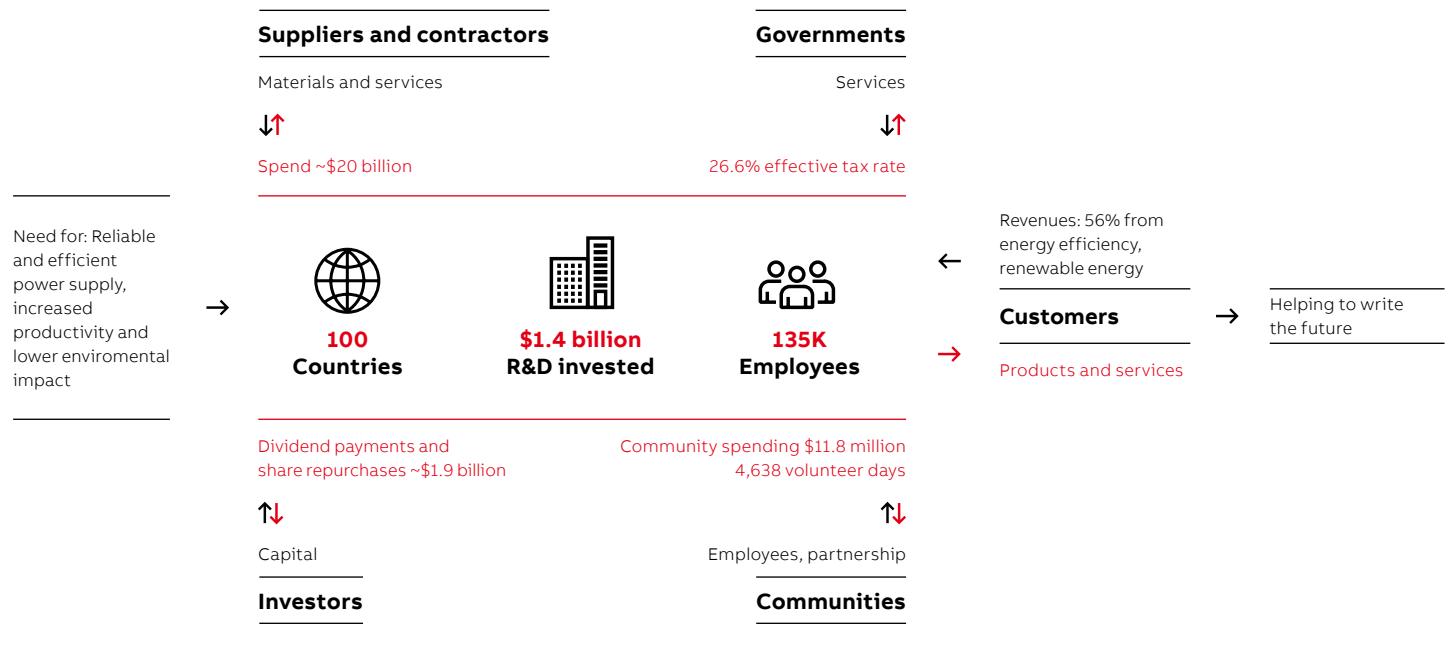 Suppliers and contractors
Governments
Materials and services
Services
Spend ~$20 billion
26.6% effective tax rate
Need for: Reliable
and efficient
power supply,
increased
productivity and
lower enviromental
impact
100
Countries
$1.4 billion
R&D invested
135K
Employees
Revenues: 56% from
energy efficiency,
renewable energy
Customers
Products and services
Helping to write
the future
Dividend payments and
share repurchases ~$1.9 billion
Community spending $11.8 million
4,638 volunteer days
Capital
Employees, partnership
Investors
Communities